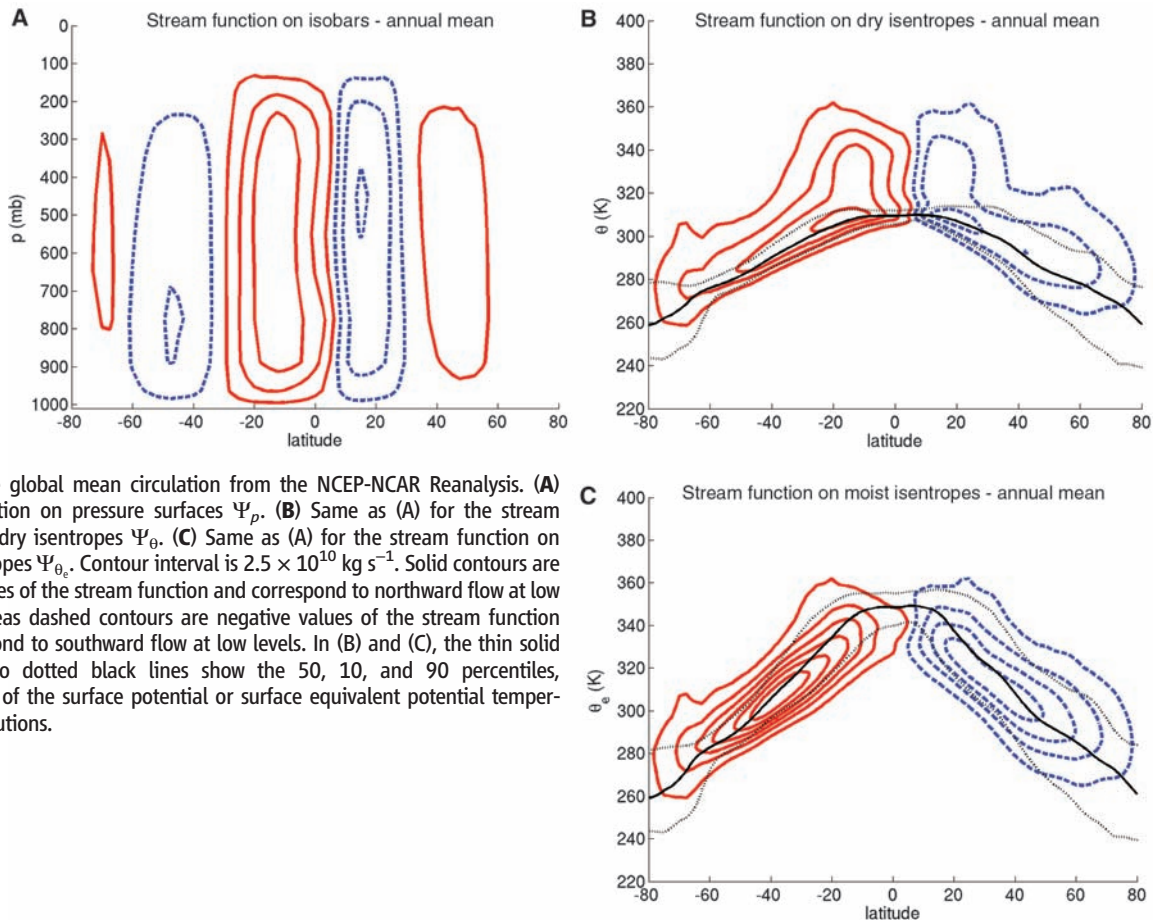 A
Stream function on isobars - annual mean
0
100
200
300
400
500
600
700
800
900
1000
p (mb)
-80 -60 -40 -20 0 20 40 60 80
latitude
B
Stream function on dry isentropes - annual mean
400
380
360
340
320
300
280
260
240
220
θ (K)
-80 -60 -40 -20 0 20 40 60 80
latitude
global mean circulation from the NCEP-NCAR Reanalysis. (A)
tion on pressure surfaces Ψp. (B) Same as (A) for the stream
dry isentropes Ψθ. (C) Same as (A) for the stream function on
opes Ψθe. Contour interval is 2.5 × 10¹⁰ kg s⁻¹. Solid contours are
es of the stream function and correspond to northward flow at low
eas dashed contours are negative values of the stream function
ond to southward flow at low levels. In (B) and (C), the thin solid
o dotted black lines show the 50, 10, and 90 percentiles,
of the surface potential or surface equivalent potential temper-
utions.
C
Stream function on moist isentropes - annual mean
400
380
360
340
320
300
280
260
240
220
θe (K)
-80 -60 -40 -20 0 20 40 60 80
latitude